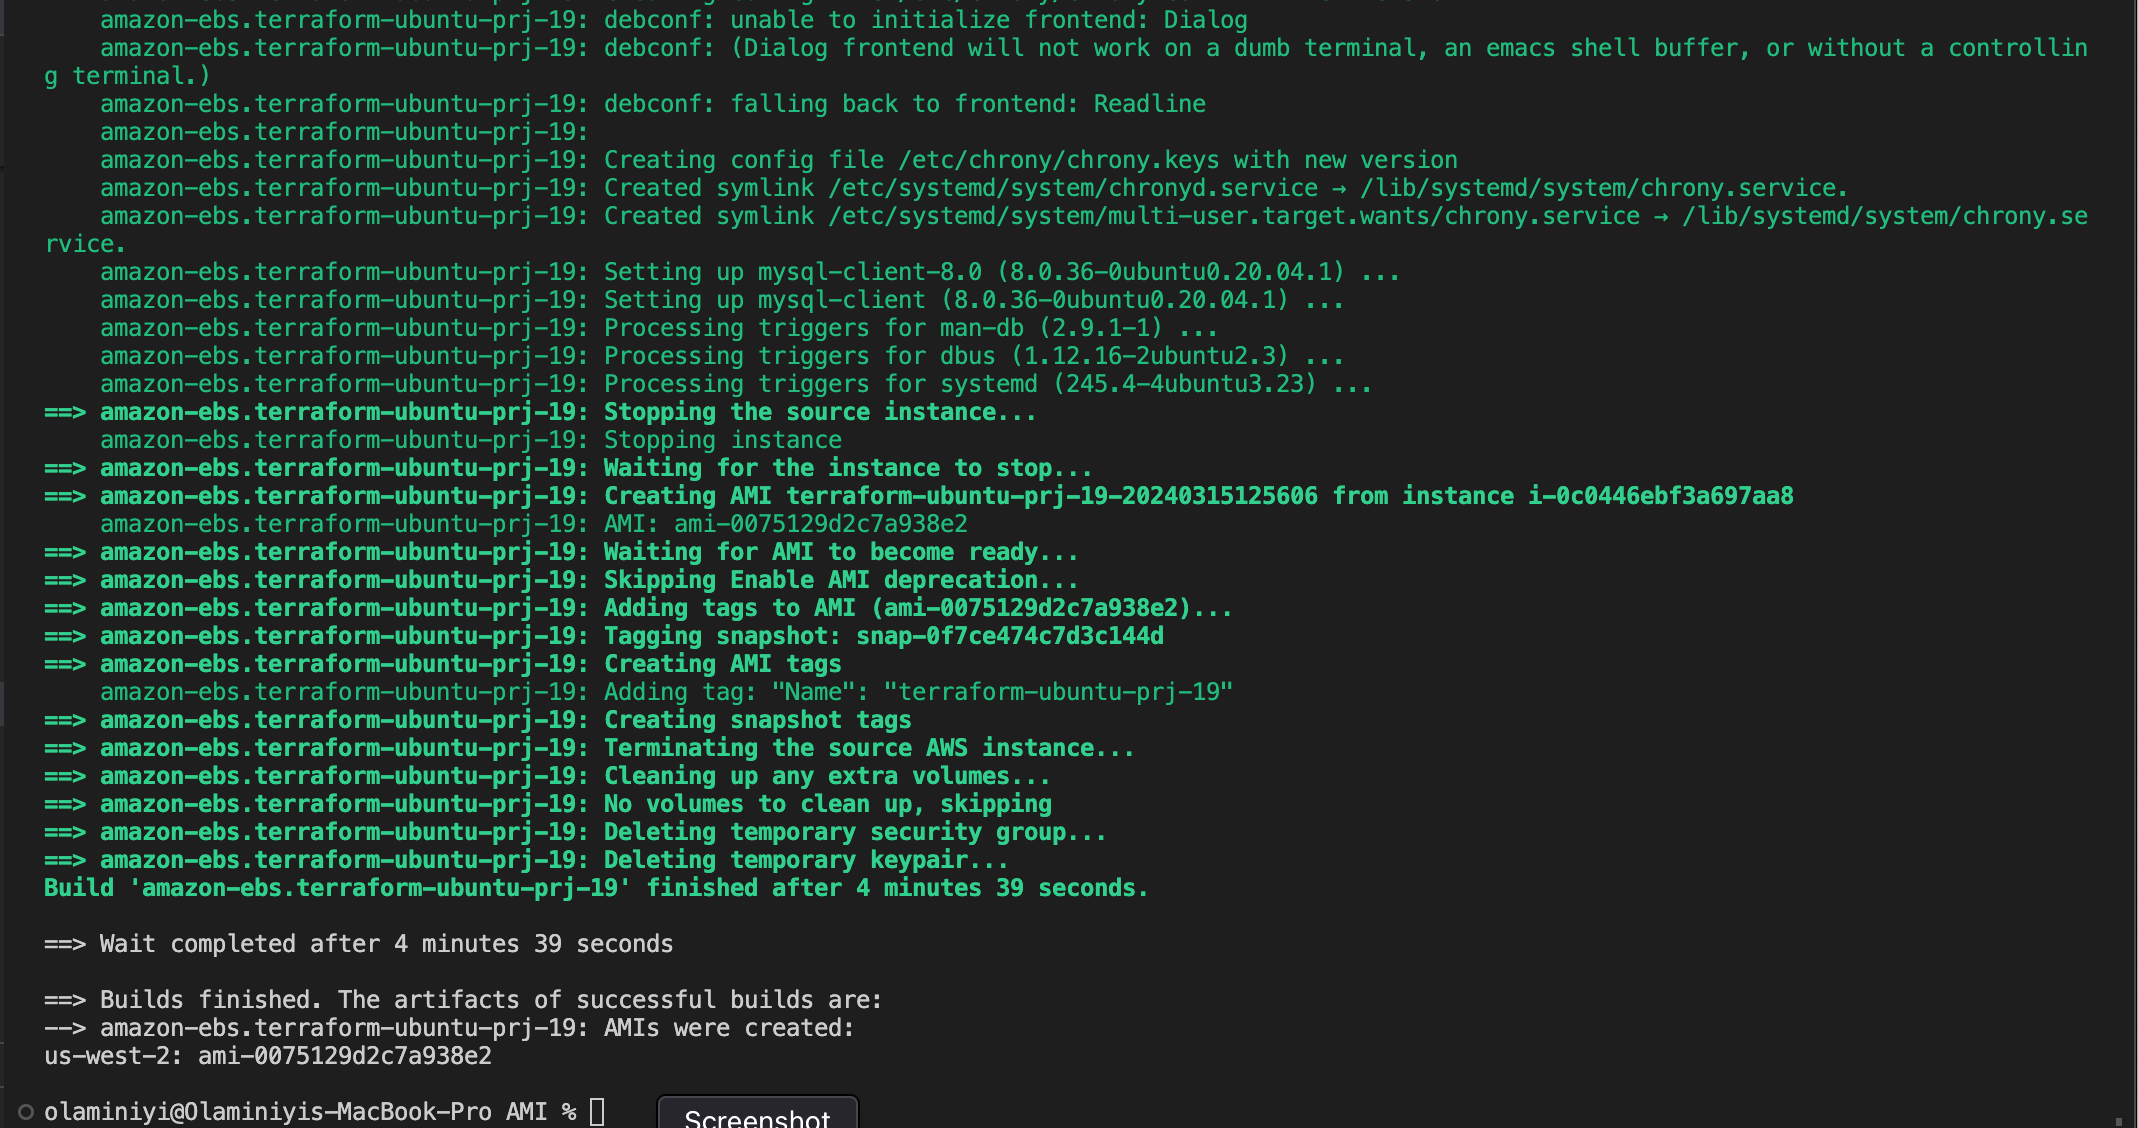 amazon-ebs.terraform-ubuntu-prj-19: debconf: unable to initialize frontend: Dialog
amazon-ebs.terraform-ubuntu-prj-19: debconf: (Dialog frontend will not work on a dumb terminal, an emacs shell buffer, or without a controllin
g terminal.)
amazon-ebs.terraform-ubuntu-prj-19: debconf: falling back to frontend: Readline
amazon-ebs.terraform-ubuntu-prj-19:
amazon-ebs.terraform-ubuntu-prj-19: Creating config file /etc/chrony/chrony.keys with new version
amazon-ebs.terraform-ubuntu-prj-19: Created symlink /etc/systemd/system/chronyd.service → /lib/systemd/system/chrony.service.
amazon-ebs.terraform-ubuntu-prj-19: Created symlink /etc/systemd/system/multi-user.target.wants/chrony.service → /lib/systemd/system/chrony.se
rvice.
amazon-ebs.terraform-ubuntu-prj-19: Setting up mysql-client-8.0 (8.0.36-0ubuntu0.20.04.1) ...
amazon-ebs.terraform-ubuntu-prj-19: Setting up mysql-client (8.0.36-0ubuntu0.20.04.1) ...
amazon-ebs.terraform-ubuntu-prj-19: Processing triggers for man-db (2.9.1-1) ...
amazon-ebs.terraform-ubuntu-prj-19: Processing triggers for dbus (1.12.16-2ubuntu2.3) ...
amazon-ebs.terraform-ubuntu-prj-19: Processing triggers for systemd (245.4-4ubuntu3.23) ...
==> amazon-ebs.terraform-ubuntu-prj-19: Stopping the source instance...
amazon-ebs.terraform-ubuntu-prj-19: Stopping instance
==> amazon-ebs.terraform-ubuntu-prj-19: Waiting for the instance to stop...
==> amazon-ebs.terraform-ubuntu-prj-19: Creating AMI terraform-ubuntu-prj-19-20240315125606 from instance i-0c0446ebf3a697aa8
amazon-ebs.terraform-ubuntu-prj-19: AMI: ami-0075129d2c7a938e2
==> amazon-ebs.terraform-ubuntu-prj-19: Waiting for AMI to become ready...
==> amazon-ebs.terraform-ubuntu-prj-19: Skipping Enable AMI deprecation...
==> amazon-ebs.terraform-ubuntu-prj-19: Adding tags to AMI (ami-0075129d2c7a938e2)...
==> amazon-ebs.terraform-ubuntu-prj-19: Tagging snapshot: snap-0f7ce474c7d3c144d
==> amazon-ebs.terraform-ubuntu-prj-19: Creating AMI tags
amazon-ebs.terraform-ubuntu-prj-19: Adding tag: "Name": "terraform-ubuntu-prj-19"
==> amazon-ebs.terraform-ubuntu-prj-19: Creating snapshot tags
==> amazon-ebs.terraform-ubuntu-prj-19: Terminating the source AWS instance...
==> amazon-ebs.terraform-ubuntu-prj-19: Cleaning up any extra volumes...
==> amazon-ebs.terraform-ubuntu-prj-19: No volumes to clean up, skipping
==> amazon-ebs.terraform-ubuntu-prj-19: Deleting temporary security group...
==> amazon-ebs.terraform-ubuntu-prj-19: Deleting temporary keypair...
Build 'amazon-ebs.terraform-ubuntu-prj-19' finished after 4 minutes 39 seconds.
==> Wait completed after 4 minutes 39 seconds
==> Builds finished. The artifacts of successful builds are:
--> amazon-ebs.terraform-ubuntu-prj-19: AMIs were created:
us-west-2: ami-0075129d2c7a938e2
olaminiyi@Olaminiyis-MacBook-Pro AMI %
Screenshot